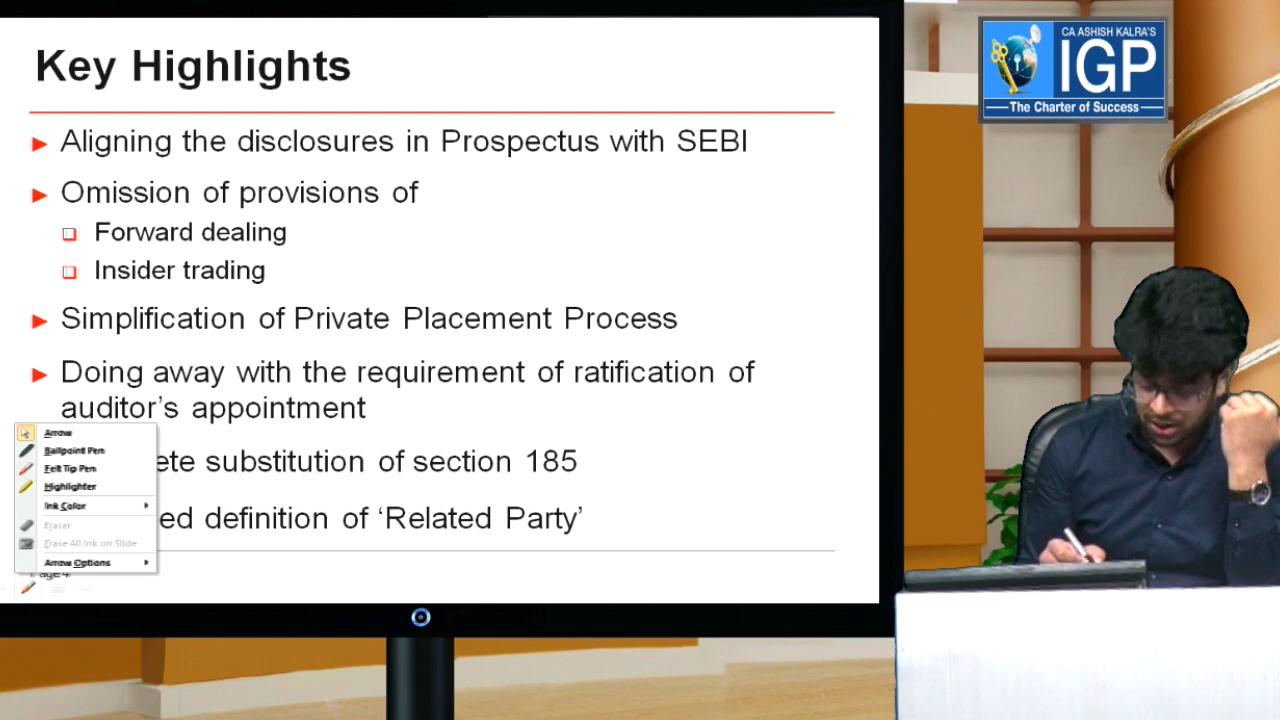 Key Highlights
Aligning the disclosures in Prospectus with SEBI
Omission of provisions of
Forward dealing
Insider trading
Simplification of Private Placement Process
Doing away with the requirement of ratification of
auditor's appointment
ete substitution of section 185
ed definition of ‘Related Party’
Arrow
Ballpoint Pen
Felt Tip Pen
Highlighter
Ink Color
Eraser
Erase All Ink on Slide
Arrow Options
CA ASHISH KALRA'S
IGP
The Charter of Success